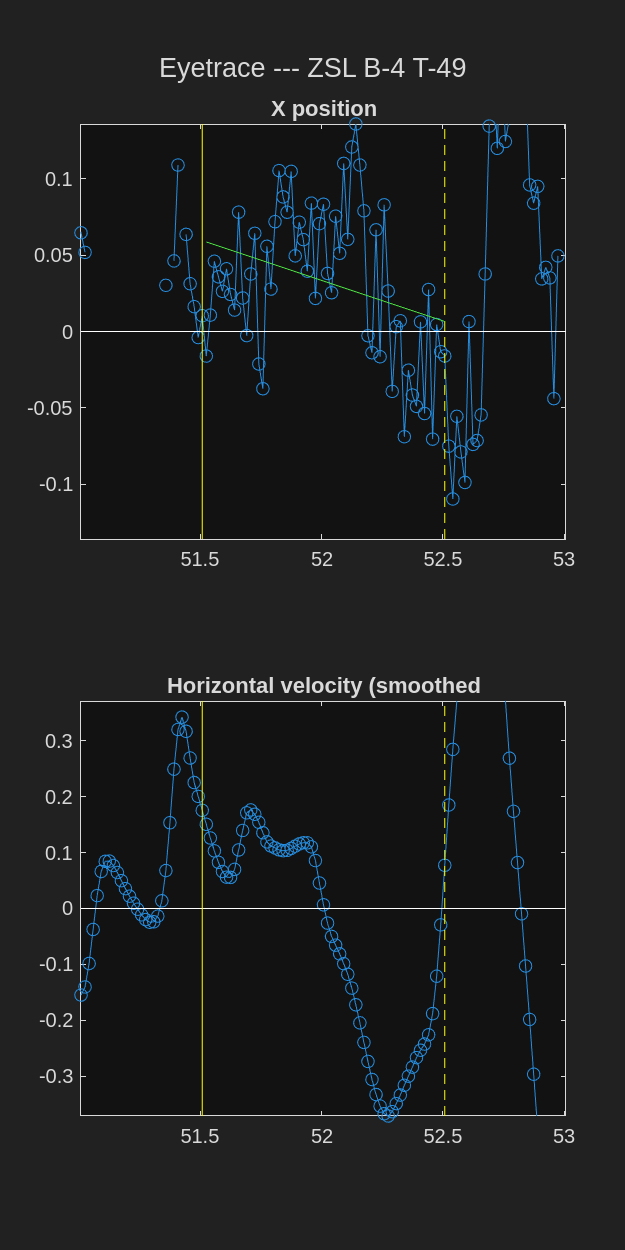 Eyetrace --- ZSL B-4 T-49
X position
0.1
0.05
0
-0.05
-0.1
51.5 52 52.5 53
Horizontal velocity (smoothed
0.3
0.2
0.1
0
-0.1
-0.2
-0.3
51.5 52 52.5 53